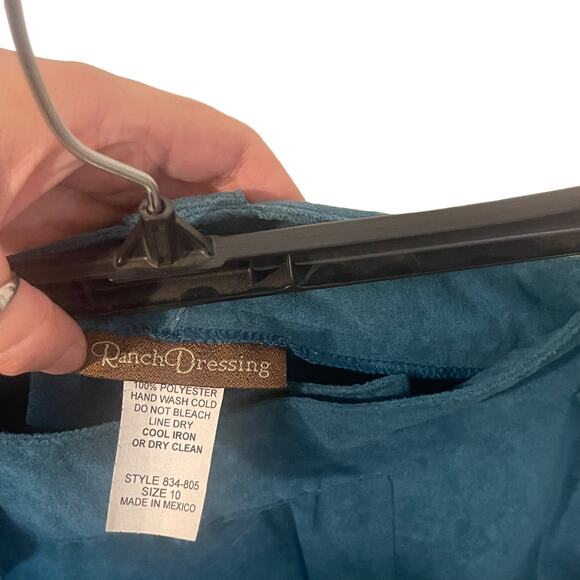 RanchDressing
100% POLYESTER
HAND WASH COLD
DO NOT BLEACH
LINE DRY
COOL IRON
OR DRY CLEAN
STYLE 834-805
SIZE 10
MADE IN MEXICO